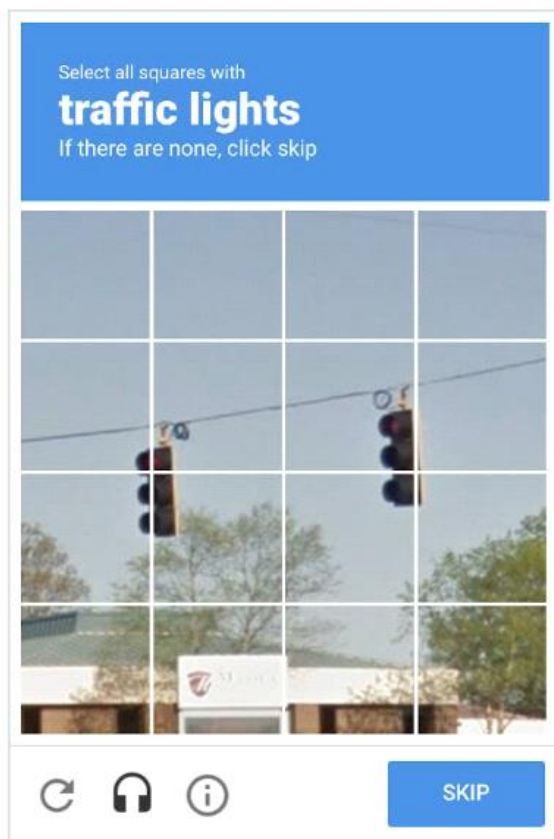 Select all squares with
traffic lights
If there are none, click skip
SKIP